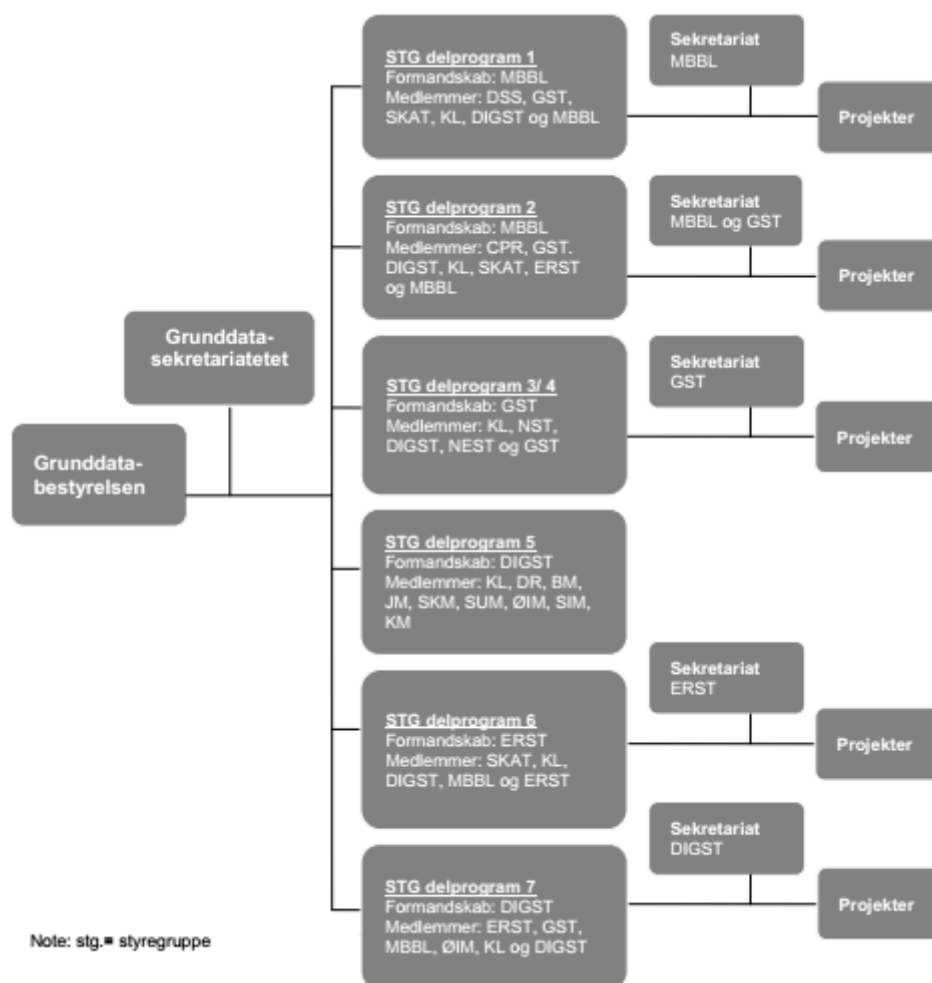 STG delprogram 1
Formandskab: MBBL
Medlemmer: DSS, GST,
SKAT, KL, DIGST og MBBL
Sekretariat
MBBL
Projekter
STG delprogram 2
Formandskab: MBBL
Medlemmer: CPR, GST.
DIGST, KL, SKAT, ERST
og MBBL
Sekretariat
MBBL og GST
Projekter
Grunddata-
sekretariatetet
Grunddata-
bestyrelsen
STG delprogram 3/ 4
Formandskab: GST
Medlemmer: KL, NST,
DIGST, NEST og GST
Sekretariat
GST
Projekter
STG delprogram 5
Formandskab: DIGST
Medlemmer: KL, DR, BM,
JM, SKM, SUM, ØIM, SIM,
KM
STG delprogram 6
Formandskab: ERST
Medlemmer: SKAT, KL,
DIGST, MBBL og ERST
Sekretariat
ERST
Projekter
STG delprogram 7
Formandskab: DIGST
Medlemmer: ERST, GST,
MBBL, ØIM, KL og DIGST
Sekretariat
DIGST
Projekter
Note: stg.= styregruppe